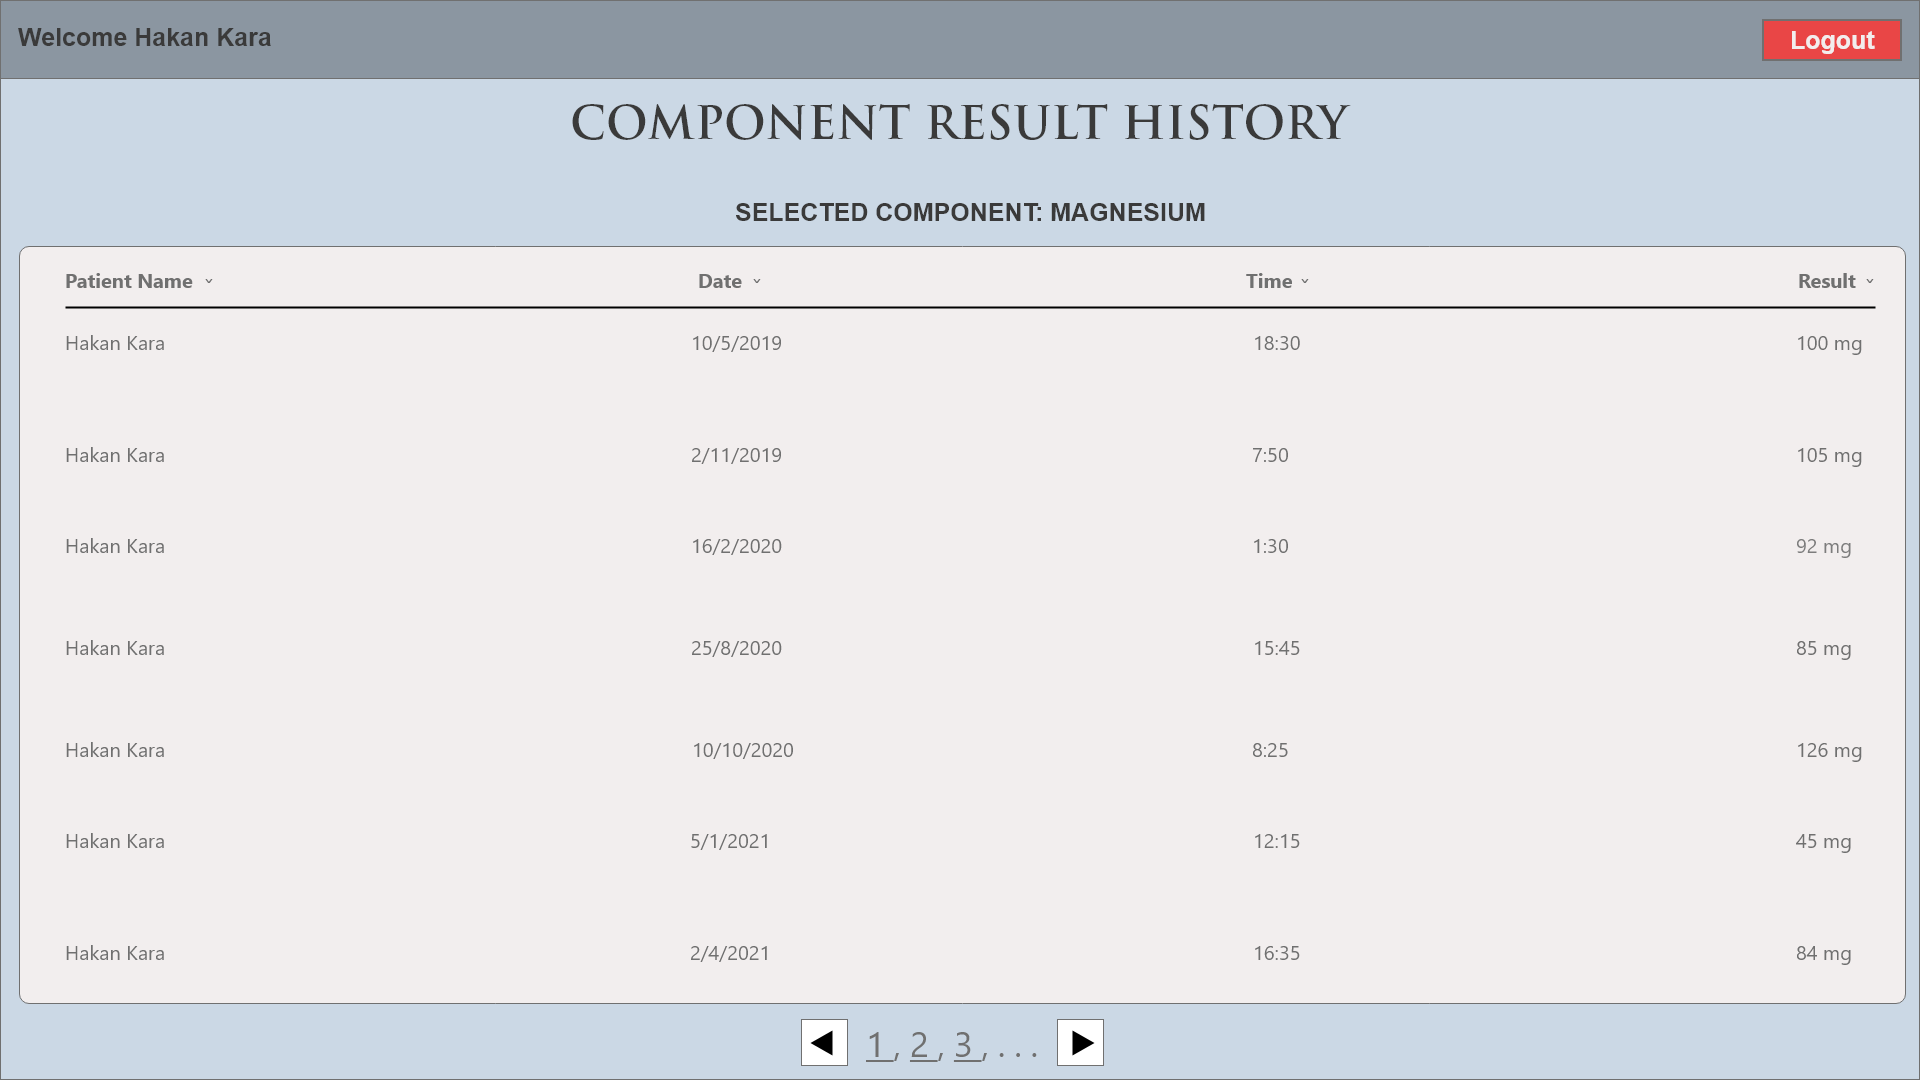 Welcome Hakan Kara
Logout
COMPONENT RESULT HISTORY
SELECTED COMPONENT: MAGNESIUM
Patient Name Date Time Result
Hakan Kara 10/5/2019 18:30 100 mg
Hakan Kara 2/11/2019 7:50 105 mg
Hakan Kara 16/2/2020 1:30 92 mg
Hakan Kara 25/8/2020 15:45 85 mg
Hakan Kara 10/10/2020 8:25 126 mg
Hakan Kara 5/1/2021 12:15 45 mg
Hakan Kara 2/4/2021 16:35 84 mg
1 , 2 , 3 , . . .